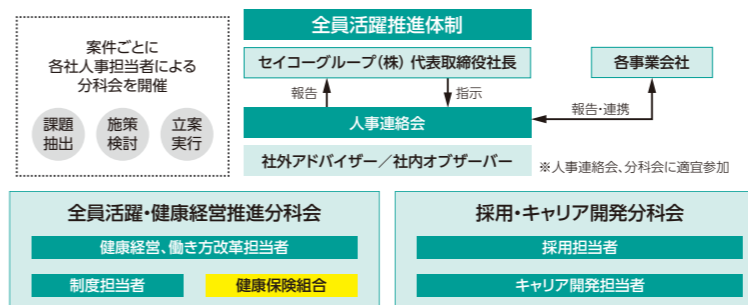 全員活躍推進体制
案件ごとに
各社人事担当者による
分科会を開催
課題
抽出
施策
検討
立案
実行
セイコーグループ(株) 代表取締役社長
各事業会社
報告
指示
報告・連携
人事連絡会
社外アドバイザー／社内オブザーバー
※人事連絡会、分科会に適宜参加
全員活躍・健康経営推進分科会
健康経営、働き方改革担当者
制度担当者
健康保険組合
採用・キャリア開発分科会
採用担当者
キャリア開発担当者